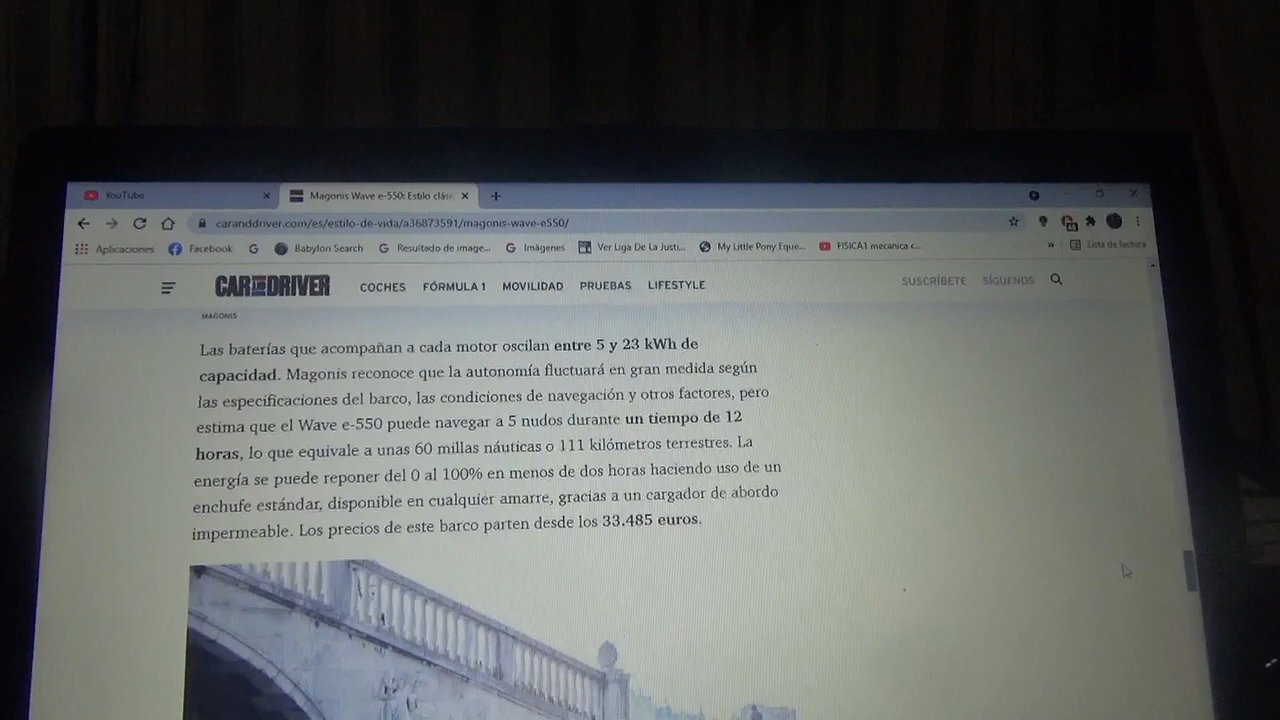 YouTube
Magonis Wave e-550: Estilo clási
caranddriver.com/es/estilo-de-vida/a36873591/magonis-wave-e550/
Aplicaciones Facebook Babylon Search Resultado de image... Imágenes Ver Liga De La Justi... My Little Pony Eque... FISICA1 mecanica c... » Lista de lectura
CAR AND DRIVER COCHES FÓRMULA 1 MOVILIDAD PRUEBAS LIFESTYLE SUSCRÍBETE SÍGUENOS
MAGONIS
Las baterías que acompañan a cada motor oscilan entre 5 y 23 kWh de
capacidad. Magonis reconoce que la autonomía fluctuará en gran medida según
las especificaciones del barco, las condiciones de navegación y otros factores, pero
estima que el Wave e-550 puede navegar a 5 nudos durante un tiempo de 12
horas, lo que equivale a unas 60 millas náuticas o 111 kilómetros terrestres. La
energía se puede reponer del 0 al 100% en menos de dos horas haciendo uso de un
enchufe estándar, disponible en cualquier amarre, gracias a un cargador de abordo
impermeable. Los precios de este barco parten desde los 33.485 euros.